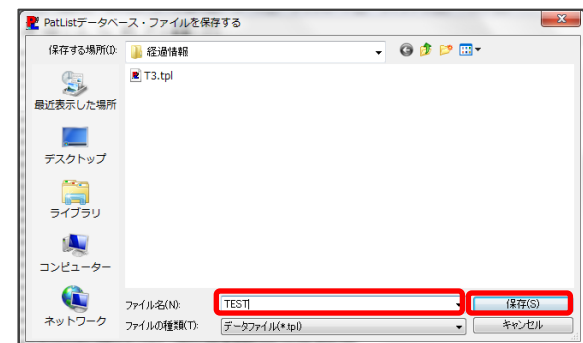 PatListデータベース・ファイルを保存する
保存する場所(I):
経過情報
T3.tpl
最近表示した場所
デスクトップ
ライブラリ
コンピューター
ネットワーク
ファイル名(N):
TEST
保存(S)
ファイルの種類(T):
データファイル(*.tpl)
キャンセル